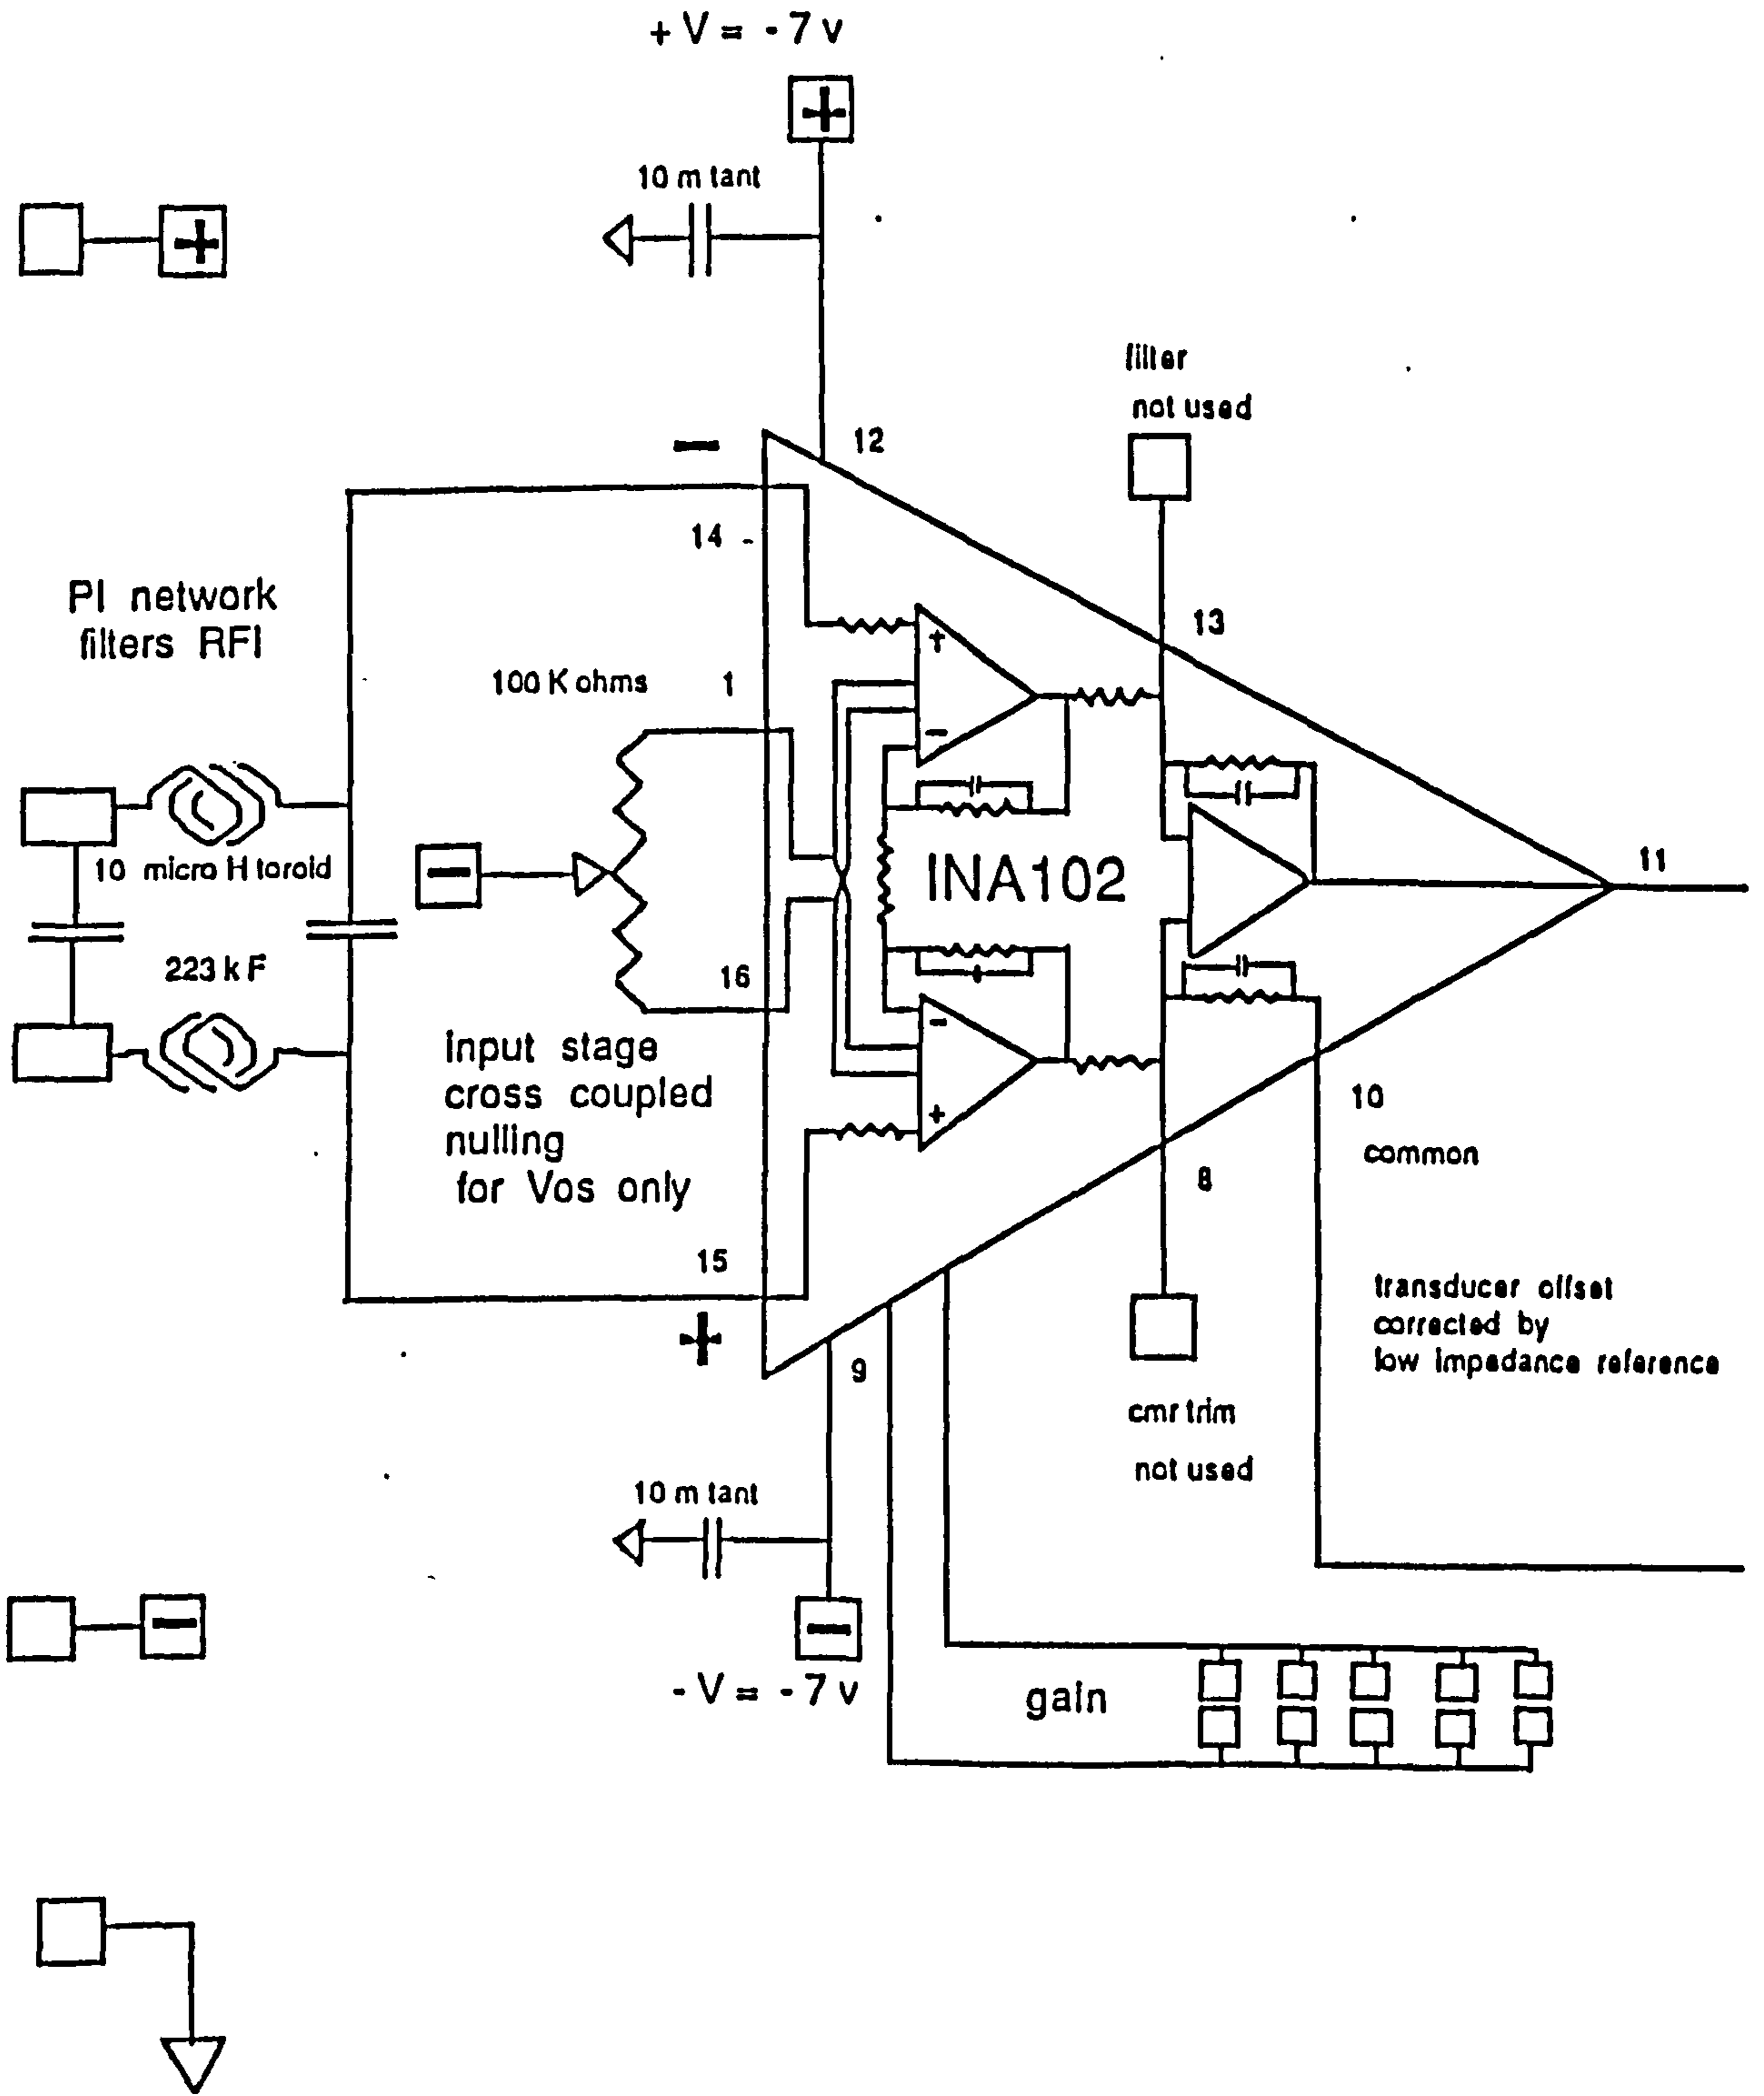 + V = - 7 v
+
10 m tant
+
filter
not used
−
12
14
PI network
filters RFI
13
100 K ohms
1
+
−
−
10 micro H toroid
INA102
11
223 k F
16
−
Input stage
cross coupled
nulling
for Vos only
+
10
common
8
15
+
transducer offset
corrected by
low impedance reference
9
cmr trim
not used
10 m tant
−
−
- V = - 7 v
gain